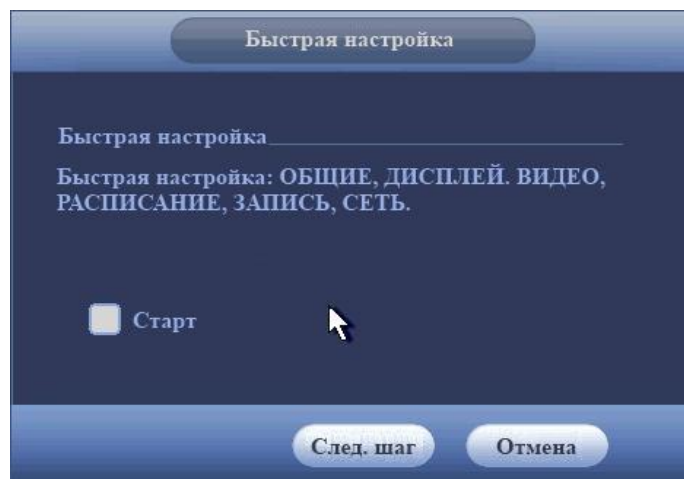 Быстрая настройка
Быстрая настройка
Быстрая настройка: ОБЩИЕ, ДИСПЛЕЙ. ВИДЕО,
РАСПИСАНИЕ, ЗАПИСЬ, СЕТЬ.
Старт
След. шаг Отмена